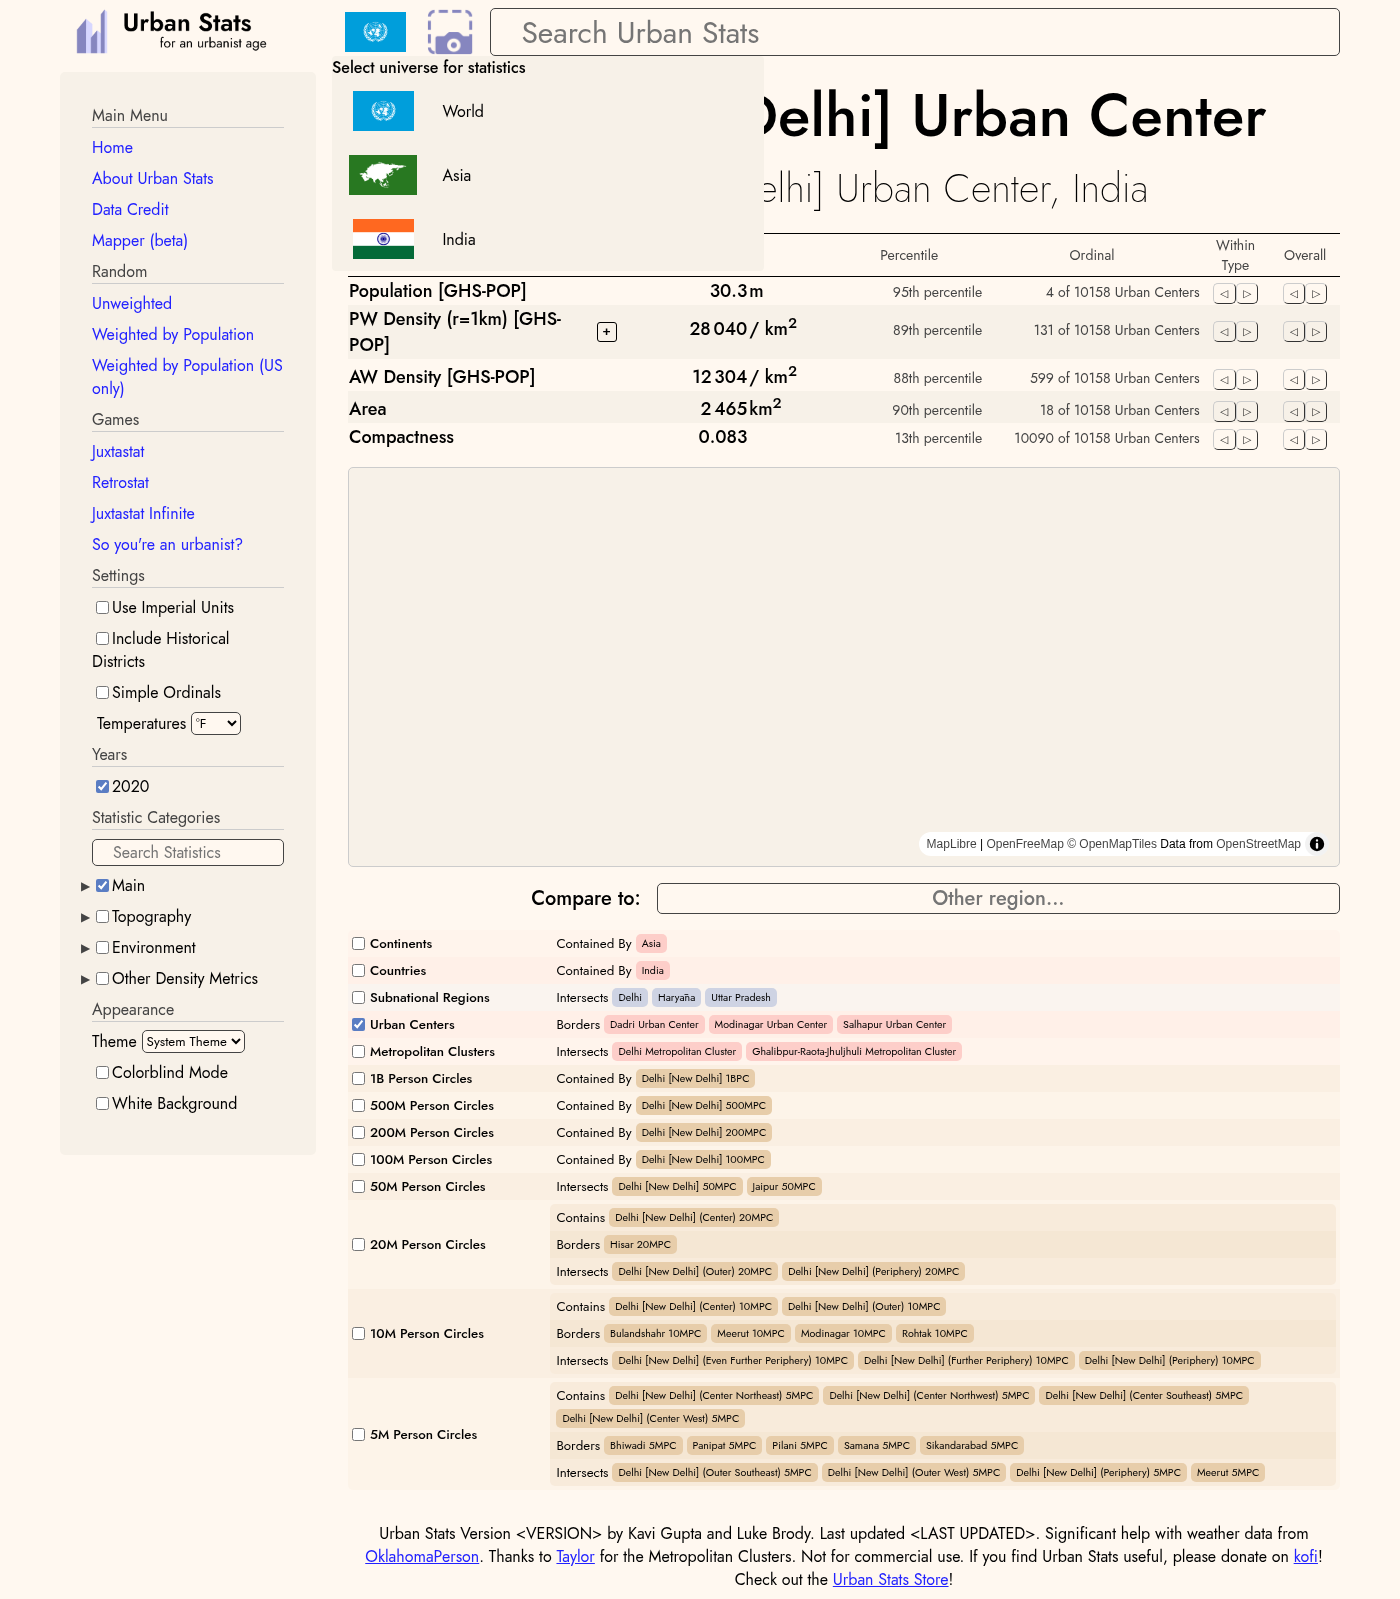 Urban Stats
for an urbanist age
Search Urban Stats
Select universe for statistics
World
Asia
India
Delhi] Urban Center
elhi] Urban Center, India
Main Menu
Home
About Urban Stats
Data Credit
Mapper (beta)
Random
Unweighted
Weighted by Population
Weighted by Population (US
only)
Games
Juxtastat
Retrostat
Juxtastat Infinite
So you're an urbanist?
Settings
Use Imperial Units
Include Historical
Districts
Simple Ordinals
Temperatures °F
Years
2020
Statistic Categories
Search Statistics
Main
Topography
Environment
Other Density Metrics
Appearance
Theme System Theme
Colorblind Mode
White Background
Percentile Ordinal Within Type Overall
Population [GHS-POP] 30.3 m 95th percentile 4 of 10158 Urban Centers
PW Density (r=1km) [GHS-
POP] + 28 040 / km² 89th percentile 131 of 10158 Urban Centers
AW Density [GHS-POP] 12 304 / km² 88th percentile 599 of 10158 Urban Centers
Area 2 465 km² 90th percentile 18 of 10158 Urban Centers
Compactness 0.083 13th percentile 10090 of 10158 Urban Centers
MapLibre | OpenFreeMap © OpenMapTiles Data from OpenStreetMap
Compare to: Other region...
Continents Contained By Asia
Countries Contained By India
Subnational Regions Intersects Delhi Haryāna Uttar Pradesh
Urban Centers Borders Dadri Urban Center Modinagar Urban Center Salhapur Urban Center
Metropolitan Clusters Intersects Delhi Metropolitan Cluster Ghalibpur-Raota-Jhuljhuli Metropolitan Cluster
1B Person Circles Contained By Delhi [New Delhi] 1BPC
500M Person Circles Contained By Delhi [New Delhi] 500MPC
200M Person Circles Contained By Delhi [New Delhi] 200MPC
100M Person Circles Contained By Delhi [New Delhi] 100MPC
50M Person Circles Intersects Delhi [New Delhi] 50MPC Jaipur 50MPC
20M Person Circles
Contains Delhi [New Delhi] (Center) 20MPC
Borders Hisar 20MPC
Intersects Delhi [New Delhi] (Outer) 20MPC Delhi [New Delhi] (Periphery) 20MPC
10M Person Circles
Contains Delhi [New Delhi] (Center) 10MPC Delhi [New Delhi] (Outer) 10MPC
Borders Bulandshahr 10MPC Meerut 10MPC Modinagar 10MPC Rohtak 10MPC
Intersects Delhi [New Delhi] (Even Further Periphery) 10MPC Delhi [New Delhi] (Further Periphery) 10MPC Delhi [New Delhi] (Periphery) 10MPC
5M Person Circles
Contains Delhi [New Delhi] (Center Northeast) 5MPC Delhi [New Delhi] (Center Northwest) 5MPC Delhi [New Delhi] (Center Southeast) 5MPC
Delhi [New Delhi] (Center West) 5MPC
Borders Bhiwadi 5MPC Panipat 5MPC Pilani 5MPC Samana 5MPC Sikandarabad 5MPC
Intersects Delhi [New Delhi] (Outer Southeast) 5MPC Delhi [New Delhi] (Outer West) 5MPC Delhi [New Delhi] (Periphery) 5MPC Meerut 5MPC
Urban Stats Version <VERSION> by Kavi Gupta and Luke Brody. Last updated <LAST UPDATED>. Significant help with weather data from
OklahomaPerson. Thanks to Taylor for the Metropolitan Clusters. Not for commercial use. If you find Urban Stats useful, please donate on kofi!
Check out the Urban Stats Store!